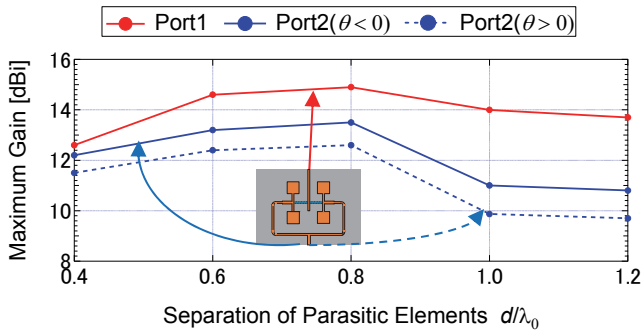 Port1 Port2(θ<0) Port2(θ>0)
16
14
12
10
8
Maximum Gain [dBi]
0.4 0.6 0.8 1.0 1.2
Separation of Parasitic Elements d/λ0